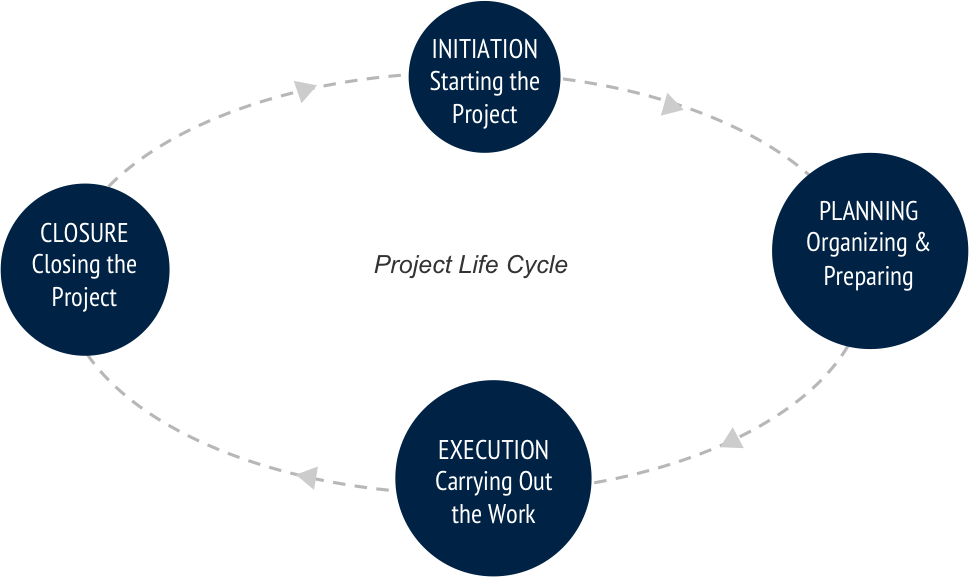 INITIATION
Starting the
Project
PLANNING
Organizing &
Preparing
CLOSURE
Closing the
Project
Project Life Cycle
EXECUTION
Carrying Out
the Work